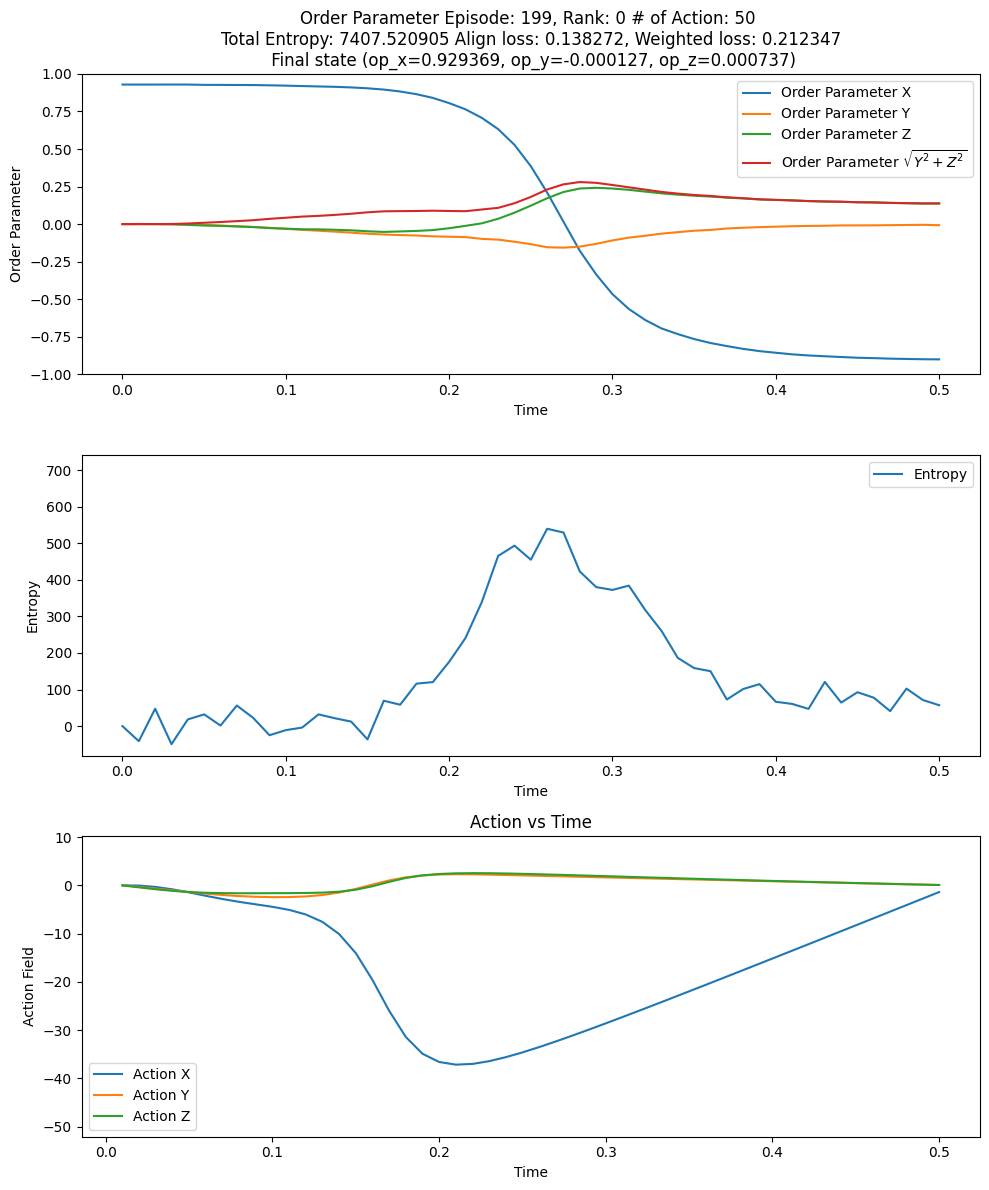 Order Parameter Episode: 199, Rank: 0 # of Action: 50
Total Entropy: 7407.520905 Align loss: 0.138272, Weighted loss: 0.212347
Final state (op_x=0.929369, op_y=-0.000127, op_z=0.000737)
Order Parameter X
Order Parameter Y
Order Parameter Z
Order Parameter √Y² + Z²
Order Parameter
1.00
0.75
0.50
0.25
0.00
−0.25
−0.50
−0.75
−1.00
0.0 0.1 0.2 0.3 0.4 0.5
Time
Entropy
Entropy
700
600
500
400
300
200
100
0
0.0 0.1 0.2 0.3 0.4 0.5
Time
Action vs Time
Action Field
10
0
−10
−20
−30
−40
−50
Action X
Action Y
Action Z
0.0 0.1 0.2 0.3 0.4 0.5
Time